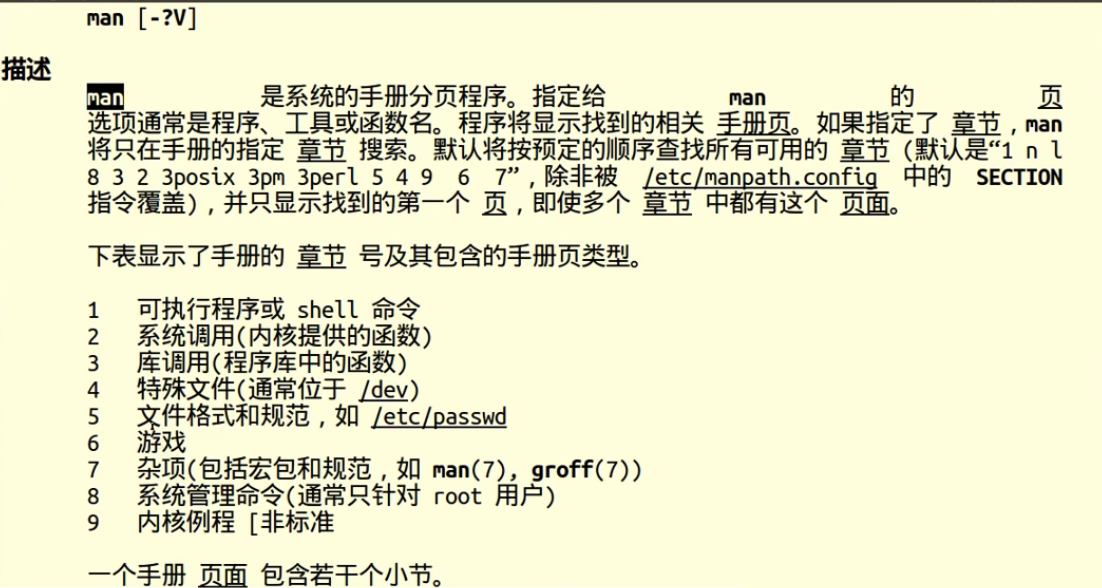 man [-?V]
描述
man 是系统的手册分页程序。指定给 man 的 页
选项通常是程序、工具或函数名。程序将显示找到的相关 手册页。如果指定了 章节,man
将只在手册的指定 章节 搜索。默认将按预定的顺序查找所有可用的 章节 (默认是“1 n l
8 3 2 3posix 3pm 3perl 5 4 9 6 7”,除非被 /etc/manpath.config 中的 SECTION
指令覆盖),并只显示找到的第一个 页,即使多个 章节 中都有这个 页面。
下表显示了手册的 章节 号及其包含的手册页类型。
1 可执行程序或 shell 命令
2 系统调用(内核提供的函数)
3 库调用(程序库中的函数)
4 特殊文件(通常位于 /dev)
5 文件格式和规范,如 /etc/passwd
6 游戏
7 杂项(包括宏包和规范,如 man(7), groff(7))
8 系统管理命令(通常只针对 root 用户)
9 内核例程 [非标准
一个手册 页面 包含若干个小节。